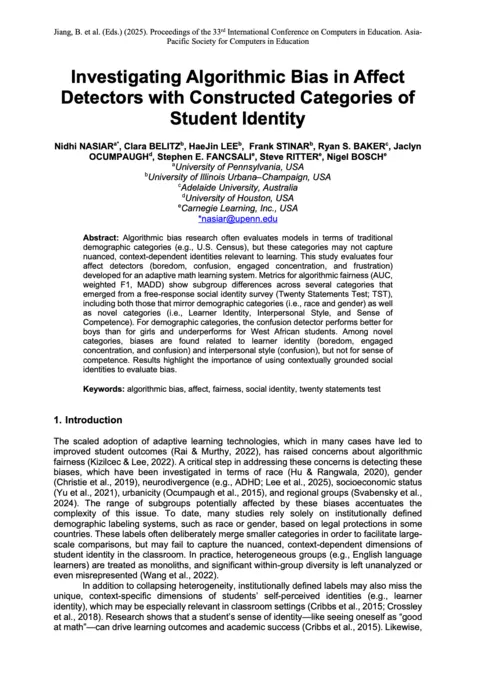 Jiang, B. et al. (Eds.) (2025). Proceedings of the 33rd International Conference on Computers in Education. Asia-
Pacific Society for Computers in Education
Investigating Algorithmic Bias in Affect
Detectors with Constructed Categories of
Student Identity
Nidhi NASIARa*, Clara BELITZb, HaeJin LEEb, Frank STINARb, Ryan S. BAKERc, Jaclyn
OCUMPAUGHd, Stephen E. FANCSALIe, Steve RITTERe, Nigel BOSCHe
aUniversity of Pennsylvania, USA
bUniversity of Illinois Urbana–Champaign, USA
cAdelaide University, Australia
dUniversity of Houston, USA
eCarnegie Learning, Inc., USA
*nasiar@upenn.edu
Abstract: Algorithmic bias research often evaluates models in terms of traditional
demographic categories (e.g., U.S. Census), but these categories may not capture
nuanced, context-dependent identities relevant to learning. This study evaluates four
affect detectors (boredom, confusion, engaged concentration, and frustration)
developed for an adaptive math learning system. Metrics for algorithmic fairness (AUC,
weighted F1, MADD) show subgroup differences across several categories that
emerged from a free-response social identity survey (Twenty Statements Test; TST),
including both those that mirror demographic categories (i.e., race and gender) as well
as novel categories (i.e., Learner Identity, Interpersonal Style, and Sense of
Competence). For demographic categories, the confusion detector performs better for
boys than for girls and underperforms for West African students. Among novel
categories, biases are found related to learner identity (boredom, engaged
concentration, and confusion) and interpersonal style (confusion), but not for sense of
competence. Results highlight the importance of using contextually grounded social
identities to evaluate bias.
Keywords: algorithmic bias, affect, fairness, social identity, twenty statements test
1. Introduction
The scaled adoption of adaptive learning technologies, which in many cases have led to
improved student outcomes (Rai & Murthy, 2022), has raised concerns about algorithmic
fairness (Kizilcec & Lee, 2022). A critical step in addressing these concerns is detecting these
biases, which have been investigated in terms of race (Hu & Rangwala, 2020), gender
(Christie et al., 2019), neurodivergence (e.g., ADHD; Lee et al., 2025), socioeconomic status
(Yu et al., 2021), urbanicity (Ocumpaugh et al., 2015), and regional groups (Svabensky et al.,
2024). The range of subgroups potentially affected by these biases accentuates the
complexity of this issue. To date, many studies rely solely on institutionally defined
demographic labeling systems, such as race or gender, based on legal protections in some
countries. These labels often deliberately merge smaller categories in order to facilitate large-
scale comparisons, but may fail to capture the nuanced, context-dependent dimensions of
student identity in the classroom. In practice, heterogeneous groups (e.g., English language
learners) are treated as monoliths, and significant within-group diversity is left unanalyzed or
even misrepresented (Wang et al., 2022).
In addition to collapsing heterogeneity, institutionally defined labels may also miss the
unique, context-specific dimensions of students' self-perceived identities (e.g., learner
identity), which may be especially relevant in classroom settings (Cribbs et al., 2015; Crossley
et al., 2018). Research shows that a student's sense of identity—like seeing oneself as "good
at math"—can drive learning outcomes and academic success (Cribbs et al., 2015). Likewise,